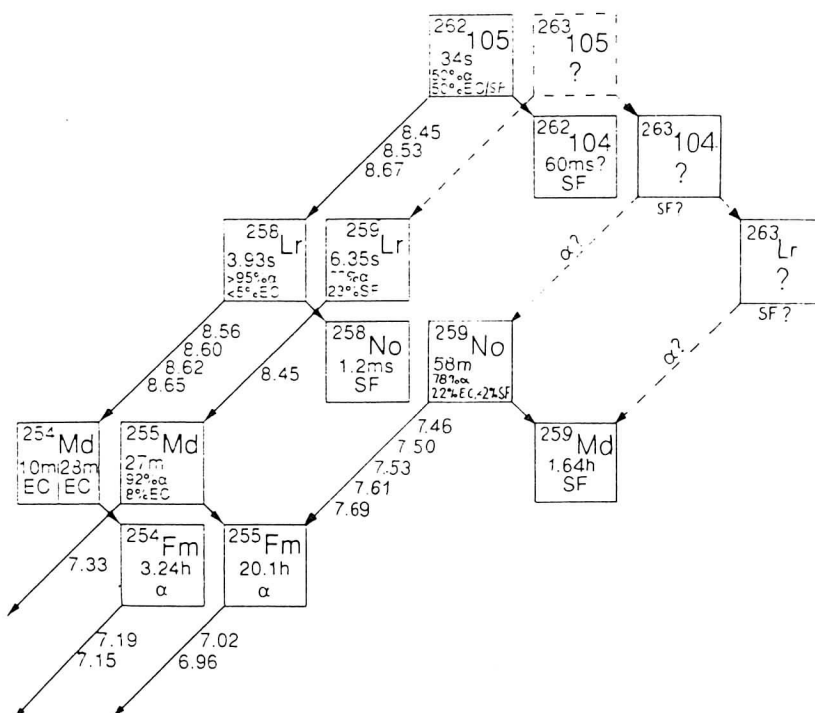 262 105
34s
50%α
50%EC/SF
263 105
?
262 104
60ms?
SF
263 104
?
SF?
8.45
8.53
8.67
258 Lr
3.93s
>95%α
<5%EC
259 Lr
6.35s
23%SF
263 Lr
?
SF?
α?
α?
258 No
1.2ms
SF
259 No
58m
78%α
22%EC,<2%SF
8.56
8.60
8.62
8.65
8.45
254 Md
10m 28m
EC EC
255 Md
27m
92%α
8%EC
7.46
7.50
7.53
7.61
7.69
259 Md
1.64h
SF
254 Fm
3.24h
α
255 Fm
20.1h
α
7.33
7.19
7.15
7.02
6.96